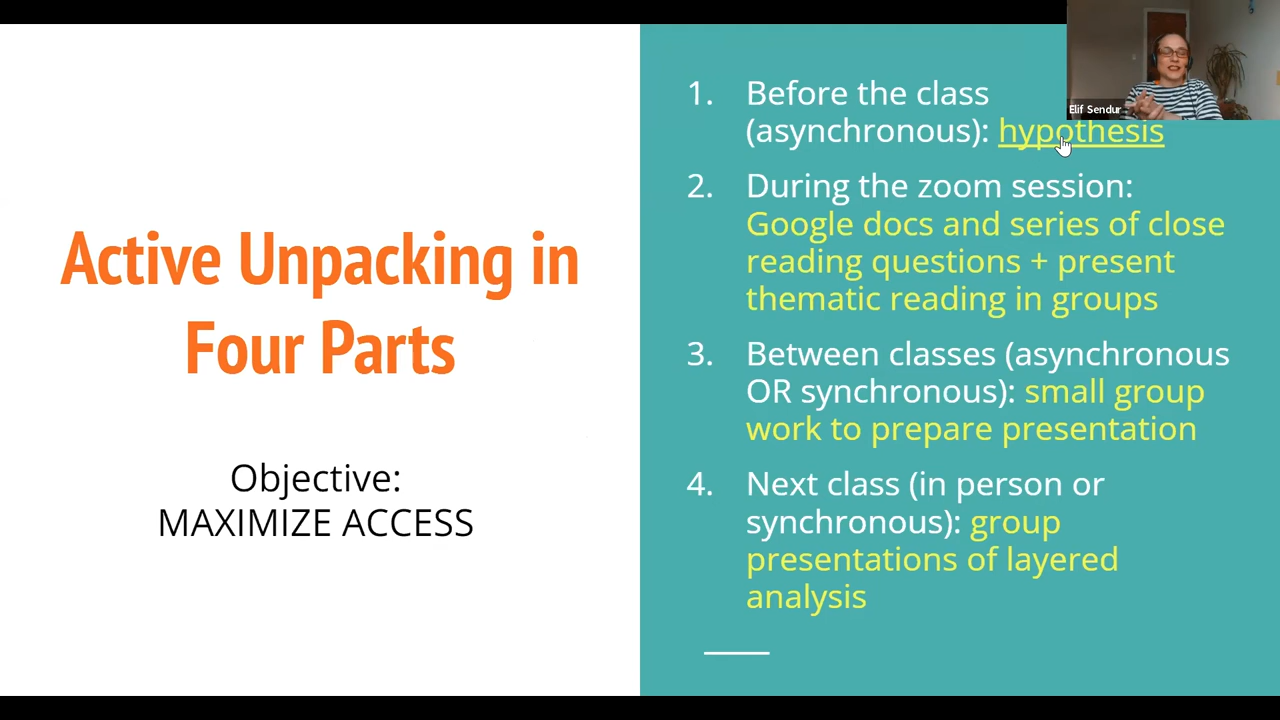 Active Unpacking in
Four Parts
Objective:
MAXIMIZE ACCESS
1. Before the class
(asynchronous): hypothesis
2. During the zoom session:
Google docs and series of close
reading questions + present
thematic reading in groups
3. Between classes (asynchronous
OR synchronous): small group
work to prepare presentation
4. Next class (in person or
synchronous): group
presentations of layered
analysis
Elif Sendur